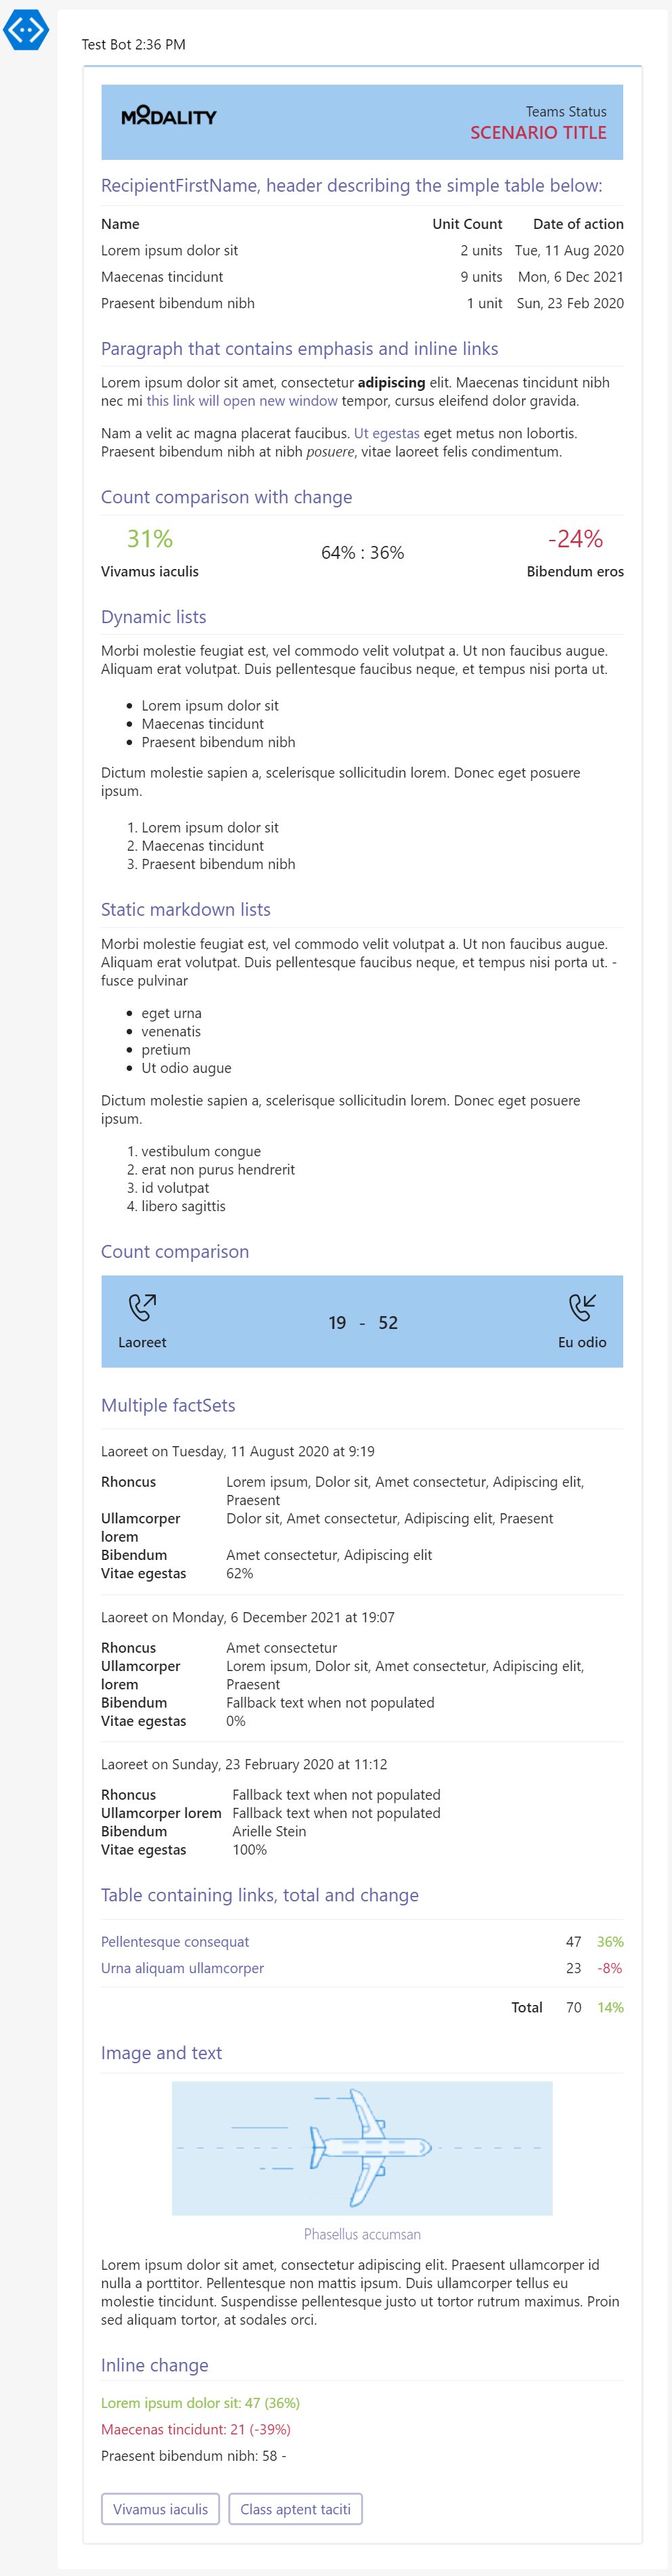 Test Bot 2:36 PM
MODALITY
Teams Status
SCENARIO TITLE
RecipientFirstName, header describing the simple table below:
Name Unit Count Date of action
Lorem ipsum dolor sit 2 units Tue, 11 Aug 2020
Maecenas tincidunt 9 units Mon, 6 Dec 2021
Praesent bibendum nibh 1 unit Sun, 23 Feb 2020
Paragraph that contains emphasis and inline links
Lorem ipsum dolor sit amet, consectetur adipiscing elit. Maecenas tincidunt nibh
nec mi this link will open new window tempor, cursus eleifend dolor gravida.
Nam a velit ac magna placerat faucibus. Ut egestas eget metus non lobortis.
Praesent bibendum nibh at nibh posuere, vitae laoreet felis condimentum.
Count comparison with change
31% 64% : 36% -24%
Vivamus iaculis Bibendum eros
Dynamic lists
Morbi molestie feugiat est, vel commodo velit volutpat a. Ut non faucibus augue.
Aliquam erat volutpat. Duis pellentesque faucibus neque, et tempus nisi porta ut.
• Lorem ipsum dolor sit
• Maecenas tincidunt
• Praesent bibendum nibh
Dictum molestie sapien a, scelerisque sollicitudin lorem. Donec eget posuere
ipsum.
1. Lorem ipsum dolor sit
2. Maecenas tincidunt
3. Praesent bibendum nibh
Static markdown lists
Morbi molestie feugiat est, vel commodo velit volutpat a. Ut non faucibus augue.
Aliquam erat volutpat. Duis pellentesque faucibus neque, et tempus nisi porta ut. -
fusce pulvinar
• eget urna
• venenatis
• pretium
• Ut odio augue
Dictum molestie sapien a, scelerisque sollicitudin lorem. Donec eget posuere
ipsum.
1. vestibulum congue
2. erat non purus hendrerit
3. id volutpat
4. libero sagittis
Count comparison
19 - 52
Laoreet Eu odio
Multiple factSets
Laoreet on Tuesday, 11 August 2020 at 9:19
Rhoncus Lorem ipsum, Dolor sit, Amet consectetur, Adipiscing elit,
Praesent
Ullamcorper Dolor sit, Amet consectetur, Adipiscing elit, Praesent
lorem
Bibendum Amet consectetur, Adipiscing elit
Vitae egestas 62%
Laoreet on Monday, 6 December 2021 at 19:07
Rhoncus Amet consectetur
Ullamcorper Lorem ipsum, Dolor sit, Amet consectetur, Adipiscing elit,
lorem Praesent
Bibendum Fallback text when not populated
Vitae egestas 0%
Laoreet on Sunday, 23 February 2020 at 11:12
Rhoncus Fallback text when not populated
Ullamcorper lorem Fallback text when not populated
Bibendum Arielle Stein
Vitae egestas 100%
Table containing links, total and change
Pellentesque consequat 47 36%
Urna aliquam ullamcorper 23 -8%
Total 70 14%
Image and text
Phasellus accumsan
Lorem ipsum dolor sit amet, consectetur adipiscing elit. Praesent ullamcorper id
nulla a porttitor. Pellentesque non mattis ipsum. Duis ullamcorper tellus eu
molestie tincidunt. Suspendisse pellentesque justo ut tortor rutrum maximus. Proin
sed aliquam tortor, at sodales orci.
Inline change
Lorem ipsum dolor sit: 47 (36%)
Maecenas tincidunt: 21 (-39%)
Praesent bibendum nibh: 58 -
Vivamus iaculis Class aptent taciti